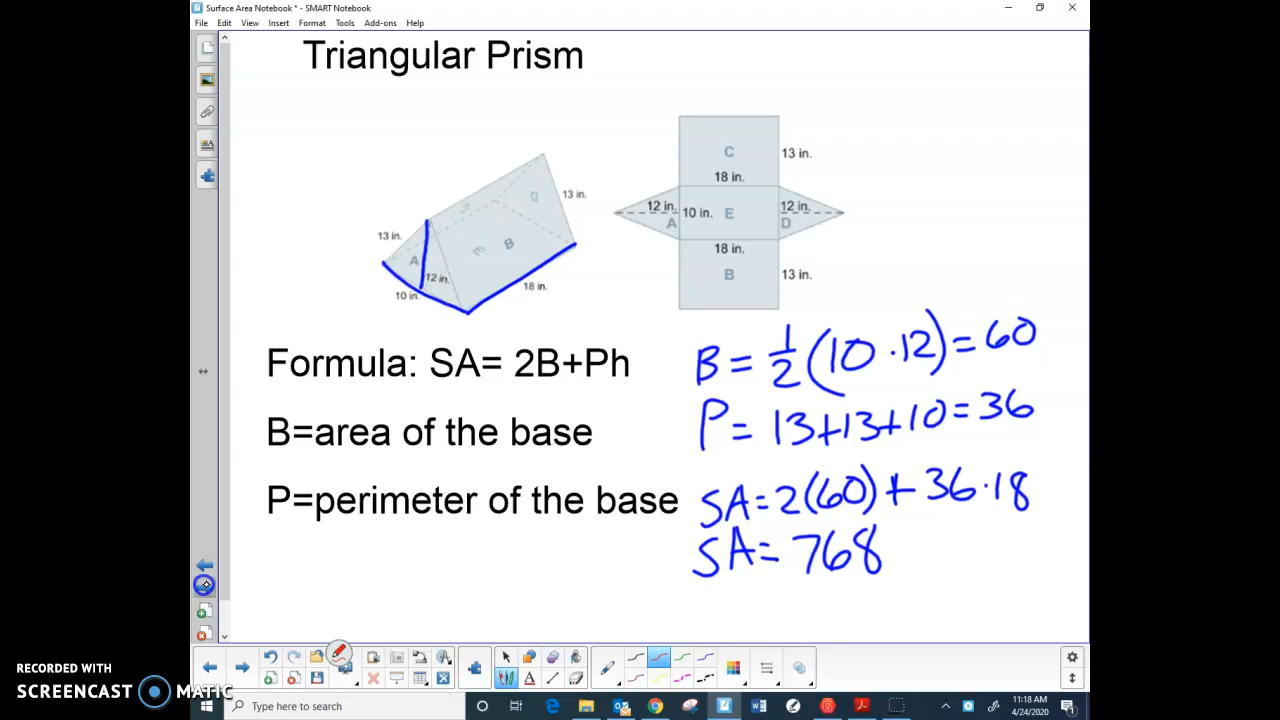 Surface Area Notebook * - SMART Notebook
File Edit View Insert Format Tools Add-ons Help
Triangular Prism
13 in.
13 in.
A
12 in.
10 in.
E
B
D
18 in.
C
13 in.
18 in.
12 in.
10 in.
E
12 in.
A
D
18 in.
B
13 in.
Formula: SA= 2B+Ph
B=area of the base
P=perimeter of the base
B = 1/2 (10 · 12) = 60
P = 13+13+10 = 36
SA = 2(60) + 36 · 18
SA = 768
RECORDED WITH
SCREENCAST MATIC
Type here to search
11:18 AM
4/24/2020